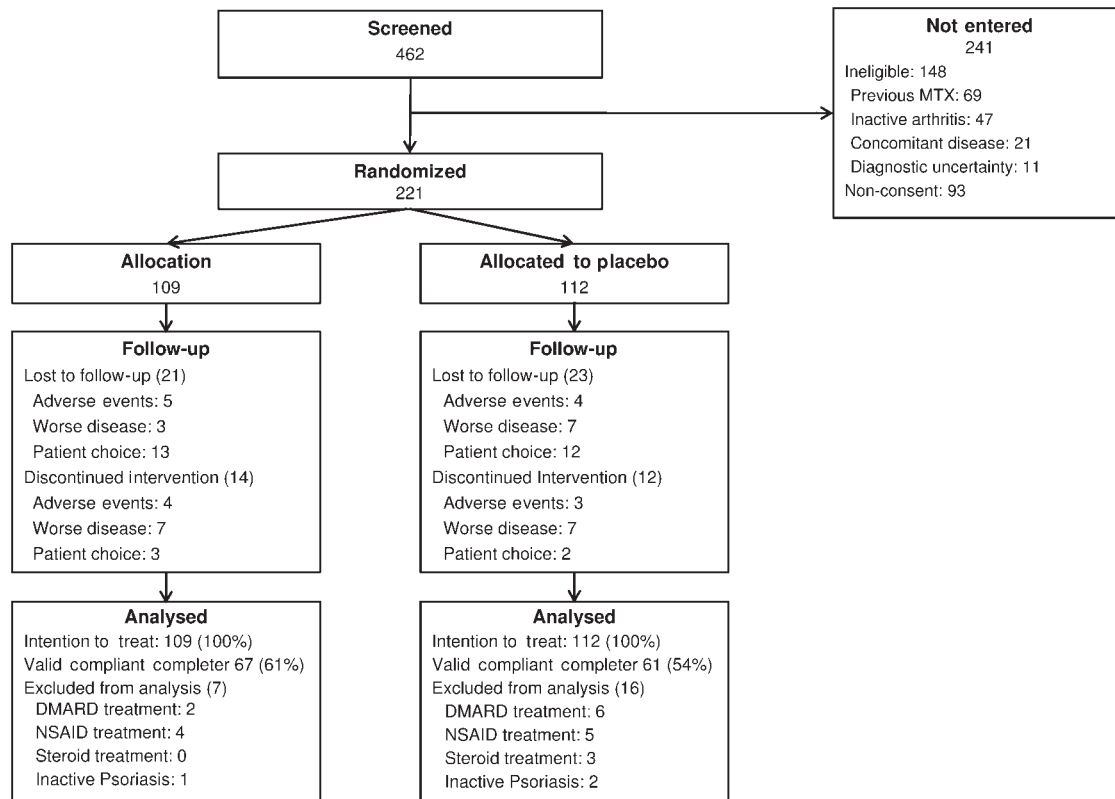 Screened
462
Not entered
241
Ineligible: 148
Previous MTX: 69
Inactive arthritis: 47
Concomitant disease: 21
Diagnostic uncertainty: 11
Non-consent: 93
Randomized
221
Allocation
109
Allocated to placebo
112
Follow-up
Lost to follow-up (21)
Adverse events: 5
Worse disease: 3
Patient choice: 13
Discontinued intervention (14)
Adverse events: 4
Worse disease: 7
Patient choice: 3
Follow-up
Lost to follow-up (23)
Adverse events: 4
Worse disease: 7
Patient choice: 12
Discontinued Intervention (12)
Adverse events: 3
Worse disease: 7
Patient choice: 2
Analysed
Intention to treat: 109 (100%)
Valid compliant completer 67 (61%)
Excluded from analysis (7)
DMARD treatment: 2
NSAID treatment: 4
Steroid treatment: 0
Inactive Psoriasis: 1
Analysed
Intention to treat: 112 (100%)
Valid compliant completer 61 (54%)
Excluded from analysis (16)
DMARD treatment: 6
NSAID treatment: 5
Steroid treatment: 3
Inactive Psoriasis: 2